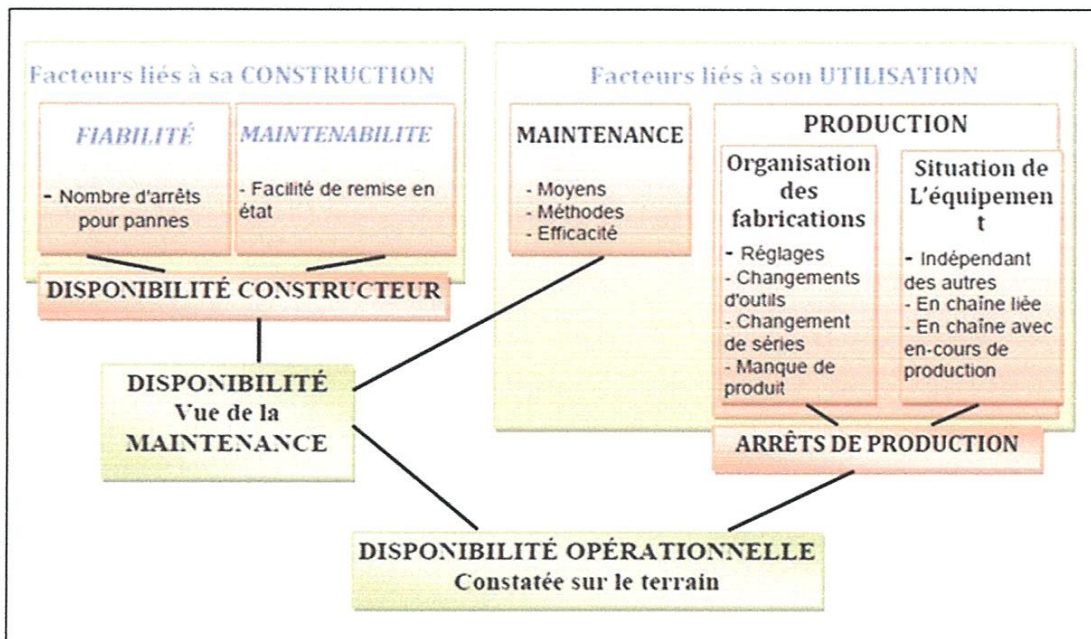 Facteurs liés à sa CONSTRUCTION
FIABILITÉ
- Nombre d'arrêts
pour pannes
MAINTENABILITE
- Facilité de remise en
état
DISPONIBILITÉ CONSTRUCTEUR
Facteurs liés à son UTILISATION
MAINTENANCE
- Moyens
- Méthodes
- Efficacité
PRODUCTION
Organisation
des
fabrications
- Réglages
- Changements
d'outils
- Changement
de séries
- Manque de
produit
Situation de
L'équipemen
t
- Indépendant
des autres
- En chaîne liée
- En chaîne avec
en-cours de
production
ARRÊTS DE PRODUCTION
DISPONIBILITÉ
Vue de la
MAINTENANCE
DISPONIBILITÉ OPÉRATIONNELLE
Constatée sur le terrain